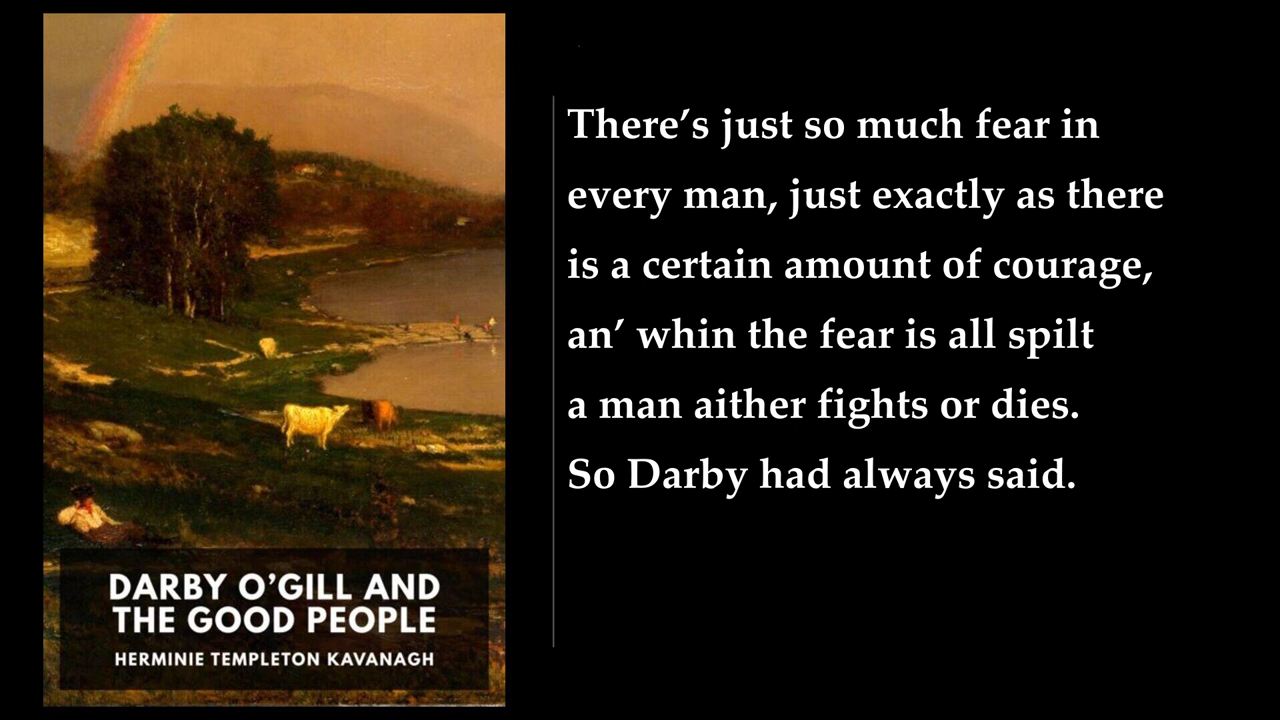 There’s just so much fear in
every man, just exactly as there
is a certain amount of courage,
an’ whin the fear is all spilt
a man aither fights or dies.
So Darby had always said.
DARBY O’GILL AND
THE GOOD PEOPLE
HERMINIE TEMPLETON KAVANAGH